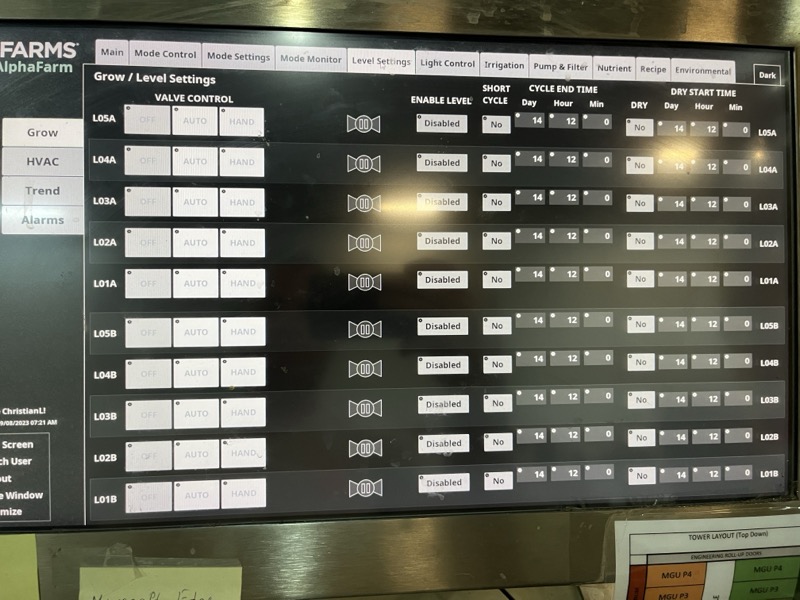 FARMS
AlphaFarm
Main Mode Control Mode Settings Mode Monitor Level Settings Light Control Irrigation Pump & Filter Nutrient Recipe Environmental Dark
Grow / Level Settings
VALVE CONTROL ENABLE LEVEL SHORT CYCLE CYCLE END TIME DRY START TIME
Day Hour Min DRY Day Hour Min
Grow
HVAC
Trend
Alarms
L05A OFF AUTO HAND Disabled No 14 12 0 No 14 12 0 L05A
L04A OFF AUTO HAND Disabled No 14 12 0 No 14 12 0 L04A
L03A OFF AUTO HAND Disabled No 14 12 0 No 14 12 0 L03A
L02A OFF AUTO HAND Disabled No 14 12 0 No 14 12 0 L02A
L01A OFF AUTO HAND Disabled No 14 12 0 No 14 12 0 L01A
L05B OFF AUTO HAND Disabled No 14 12 0 No 14 12 0 L05B
L04B OFF AUTO HAND Disabled No 14 12 0 No 14 12 0 L04B
L03B OFF AUTO HAND Disabled No 14 12 0 No 14 12 0 L03B
L02B OFF AUTO HAND Disabled No 14 12 0 No 14 12 0 L02B
L01B OFF AUTO HAND Disabled No 14 12 0 No 14 12 0 L01B
ChristianL!
9/08/2023 07:21 AM
Screen
ch User
out
e Window
mize
TOWER LAYOUT (Top Down)
ENGINEERING ROLL-UP DOORS
MGU P4 MGU P4
MGU P3 MGU P3